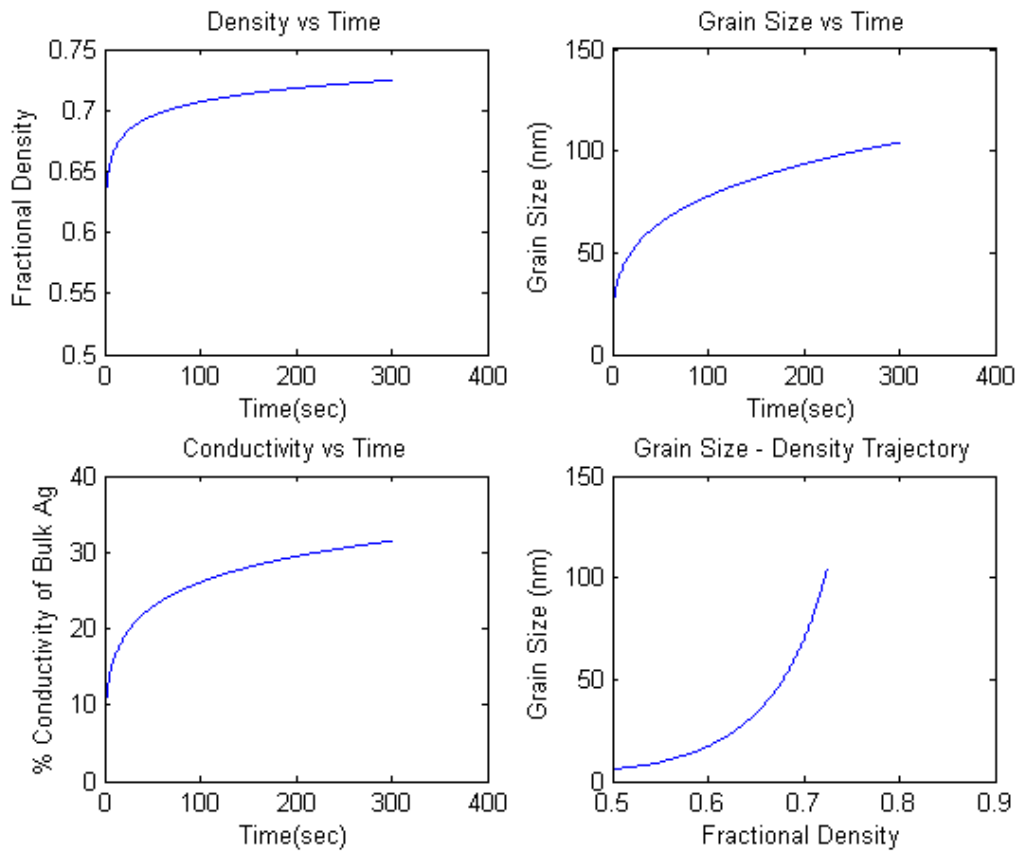 Density vs Time
0.75
0.7
0.65
0.6
0.55
0.5
Fractional Density
0 100 200 300 400
Time(sec)
Grain Size vs Time
150
100
50
0
Grain Size (nm)
0 100 200 300 400
Time(sec)
Conductivity vs Time
40
30
20
10
0
% Conductivity of Bulk Ag
0 100 200 300 400
Time(sec)
Grain Size - Density Trajectory
150
100
50
0
Grain Size (nm)
0.5 0.6 0.7 0.8 0.9
Fractional Density